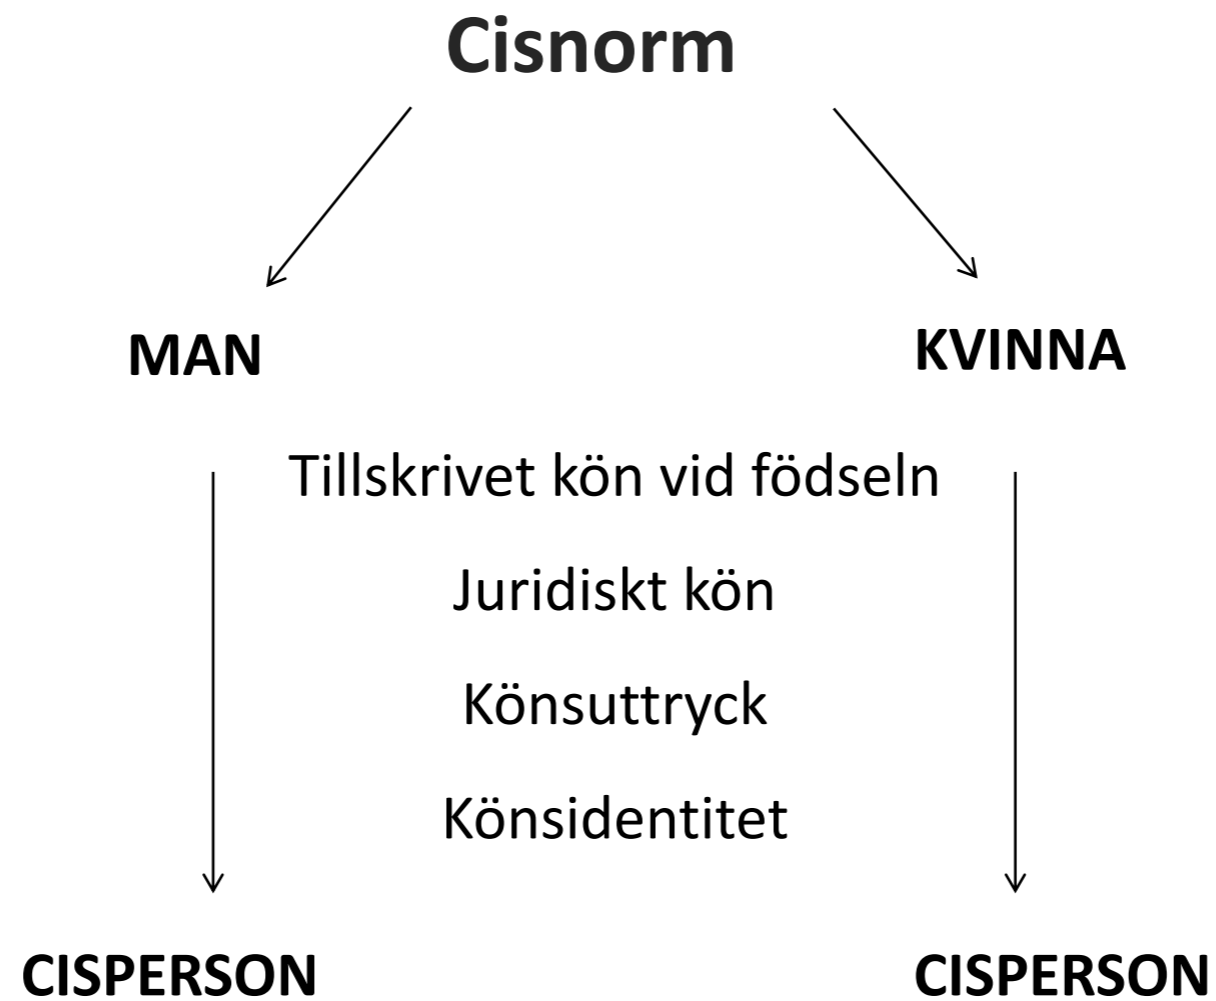 Cisnorm
MAN
KVINNA
Tillskrivet kön vid födseln
Juridiskt kön
Könsuttryck
Könsidentitet
CISPERSON
CISPERSON